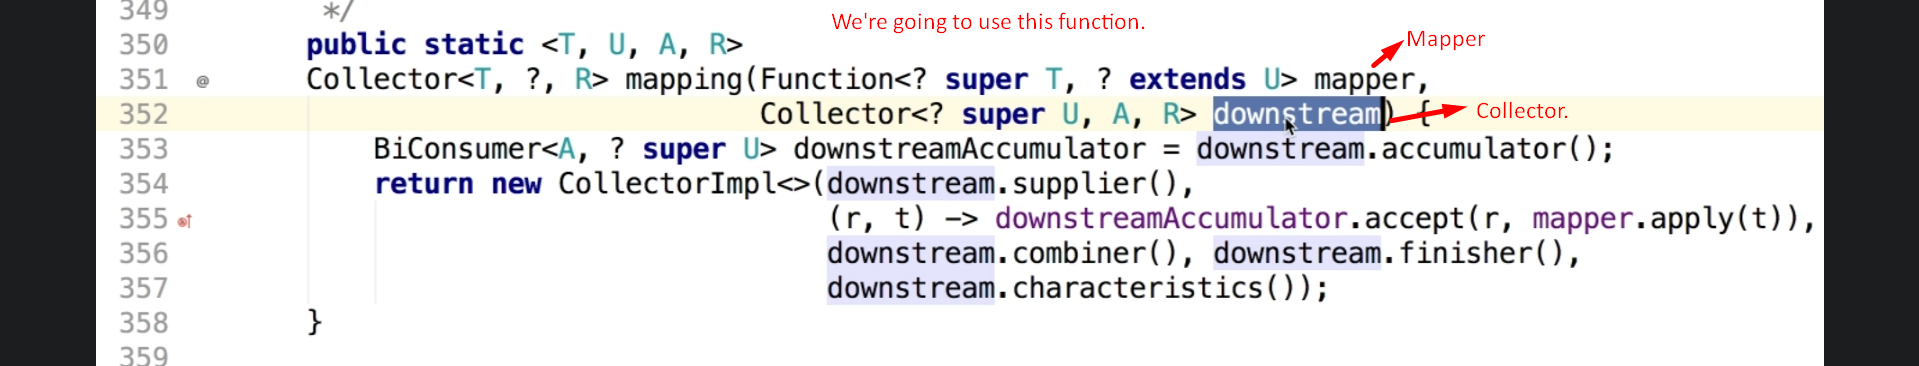 349 */
We're going to use this function.
350 public static <T, U, A, R>
Mapper
351 @ Collector<T, ?, R> mapping(Function<? super T, ? extends U> mapper,
352 Collector<? super U, A, R> downstream) {
Collector.
353 BiConsumer<A, ? super U> downstreamAccumulator = downstream.accumulator();
354 return new CollectorImpl<>(downstream.supplier(),
355 (r, t) -> downstreamAccumulator.accept(r, mapper.apply(t)),
356 downstream.combiner(), downstream.finisher(),
357 downstream.characteristics());
358 }
359